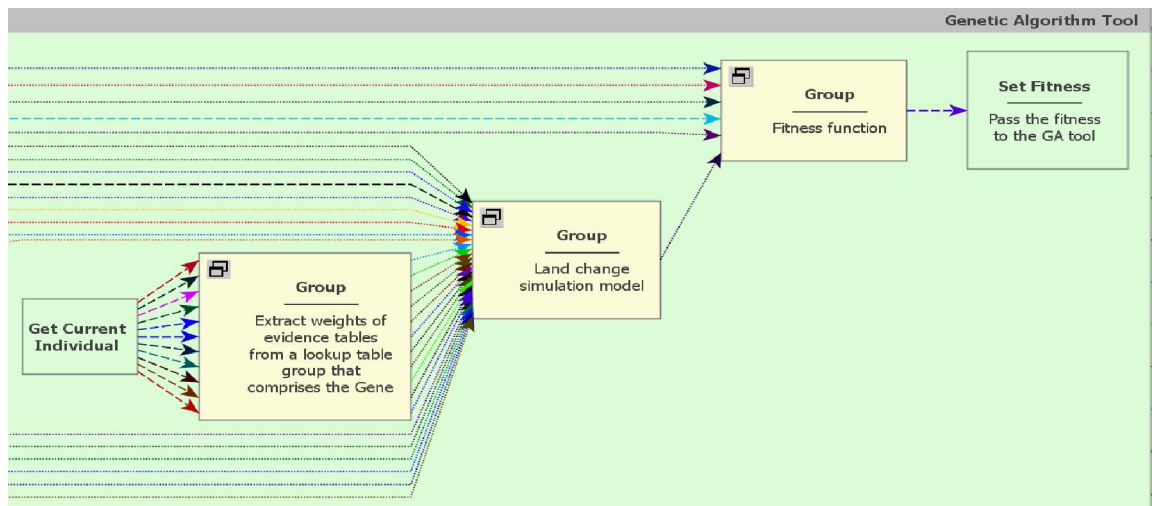 Genetic Algorithm Tool
Group
Fitness function
Set Fitness
Pass the fitness
to the GA tool
Group
Land change
simulation model
Get Current
Individual
Group
Extract weights of
evidence tables
from a lookup table
group that
comprises the Gene